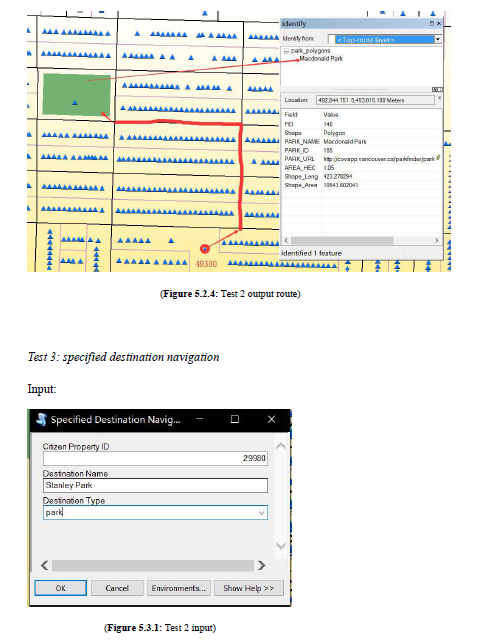 Identify
Identify from: <Top-most layer>
park_polygons
Macdonald Park
Location: 492,844.151 5,453,015.180 Meters
Field Value
FID 140
Shape Polygon
PARK_NAME Macdonald Park
PARK_ID 185
PARK_URL http://covapp.vancouver.ca/parkfinder/park
AREA_HEC 1.05
Shape_Leng 423.278294
Shape_Area 10643.602041
Identified 1 feature
49380
(Figure 5.2.4: Test 2 output route)
Test 3: specified destination navigation
Input:
Specified Destination Navig...
Citizen Property ID
29980
Destination Name
Stanley Park
Destination Type
park
OK Cancel Environments... Show Help >>
(Figure 5.3.1: Test 2 input)